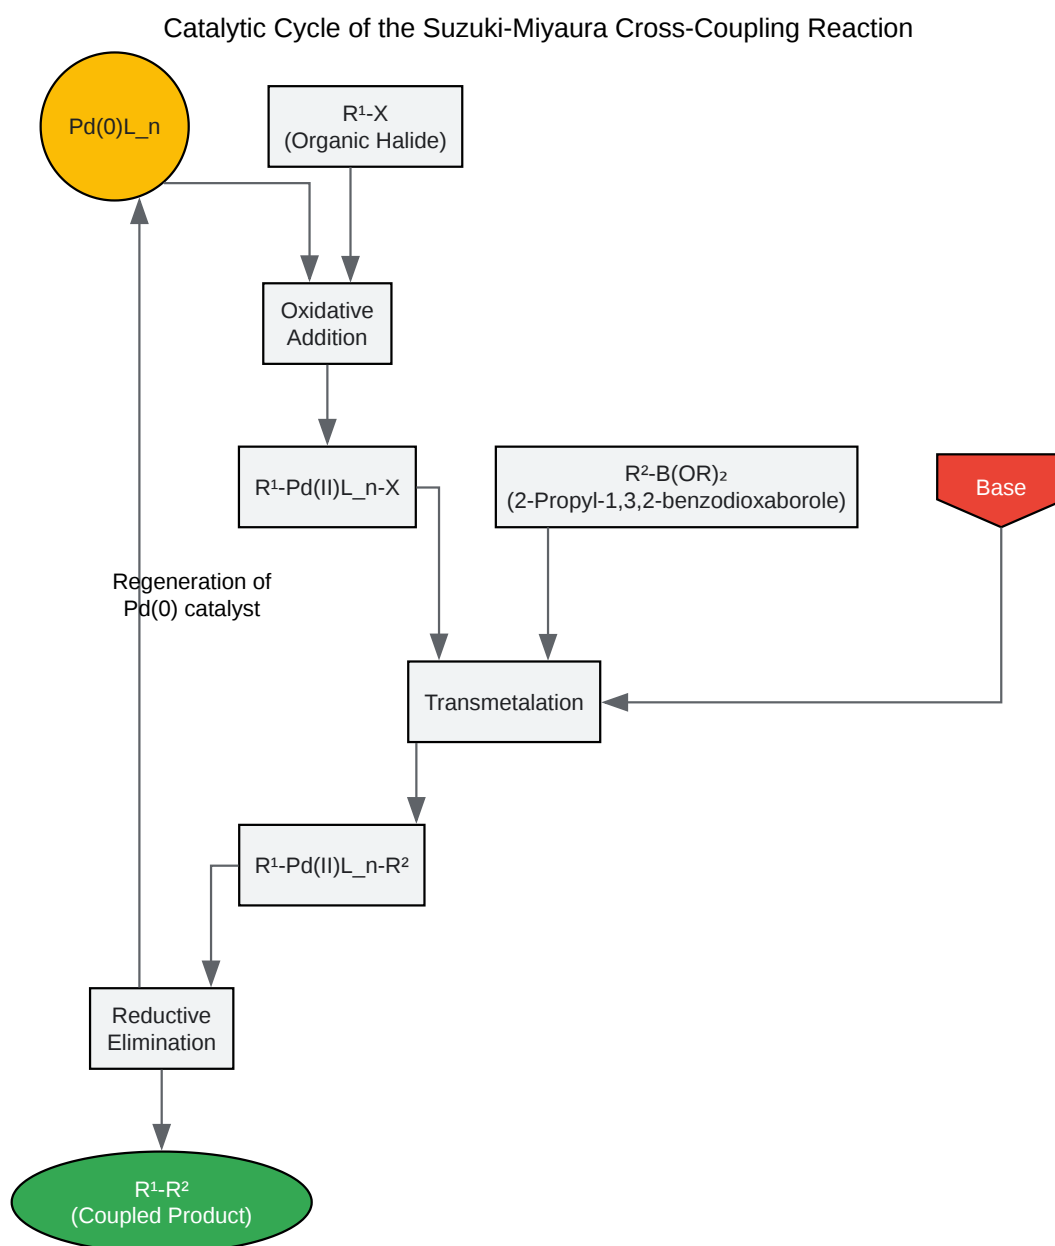 Catalytic Cycle of the Suzuki-Miyaura Cross-Coupling Reaction
Pd(0)L_n
R¹-X
(Organic Halide)
Oxidative
Addition
R¹-Pd(II)L_n-X
R²-B(OR)₂
(2-Propyl-1,3,2-benzodioxaborole)
Base
Regeneration of
Pd(0) catalyst
Transmetalation
R¹-Pd(II)L_n-R²
Reductive
Elimination
R¹-R²
(Coupled Product)